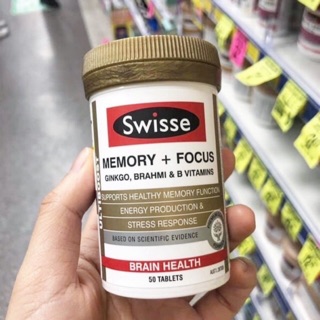 Swisse
MEMORY + FOCUS
GINKGO, BRAHMI & B VITAMINS
SUPPORTS HEALTHY MEMORY FUNCTION
ENERGY PRODUCTION &
STRESS RESPONSE
BASED ON SCIENTIFIC EVIDENCE
BRAIN HEALTH
50 TABLETS